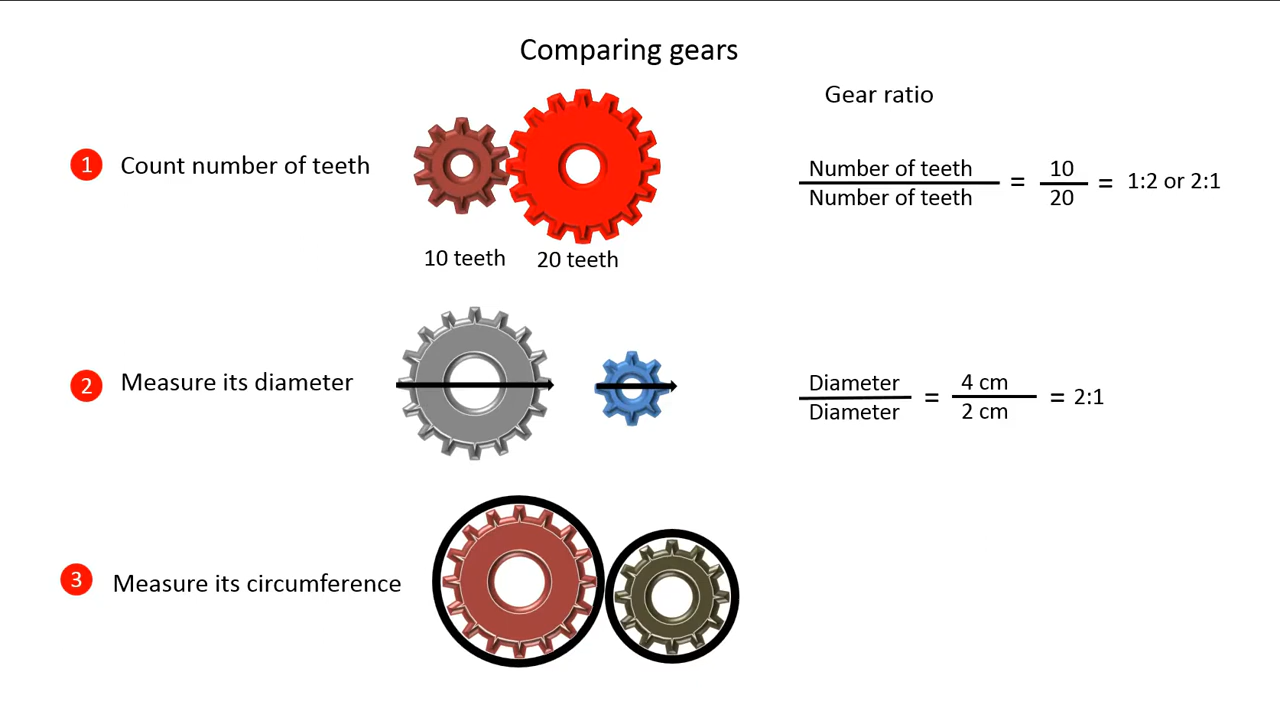 Comparing gears
Gear ratio
1 Count number of teeth
10 teeth 20 teeth
Number of teeth
Number of teeth
= 10
20
= 1:2 or 2:1
2 Measure its diameter
Diameter
Diameter
= 4 cm
2 cm
= 2:1
3 Measure its circumference